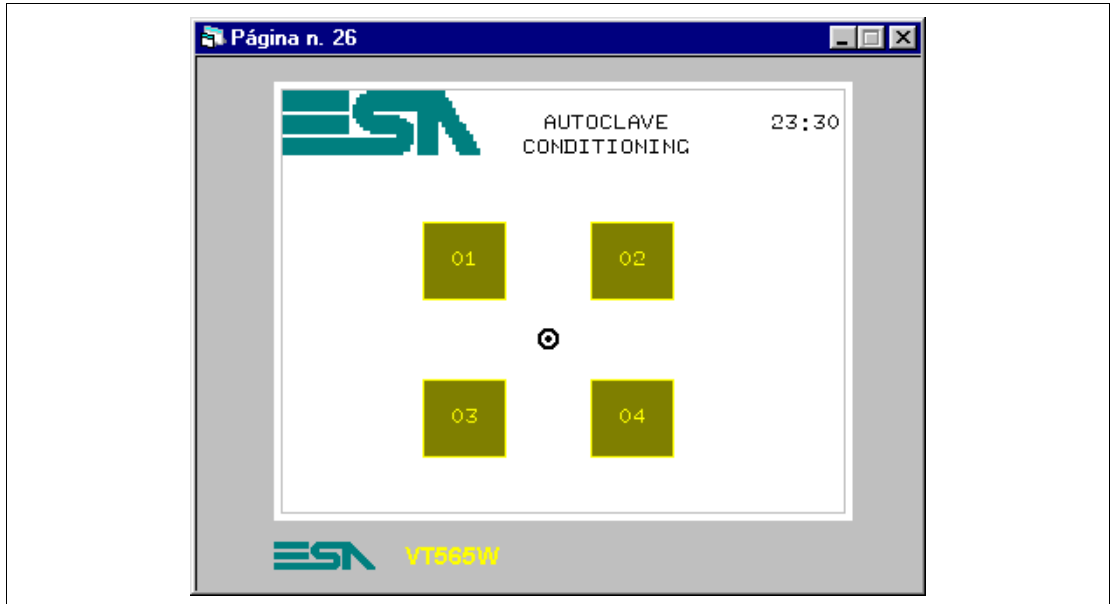 Página n. 26
ESA
AUTOCLAVE 23:30
CONDITIONING
01 02
03 04
ESA VT565W